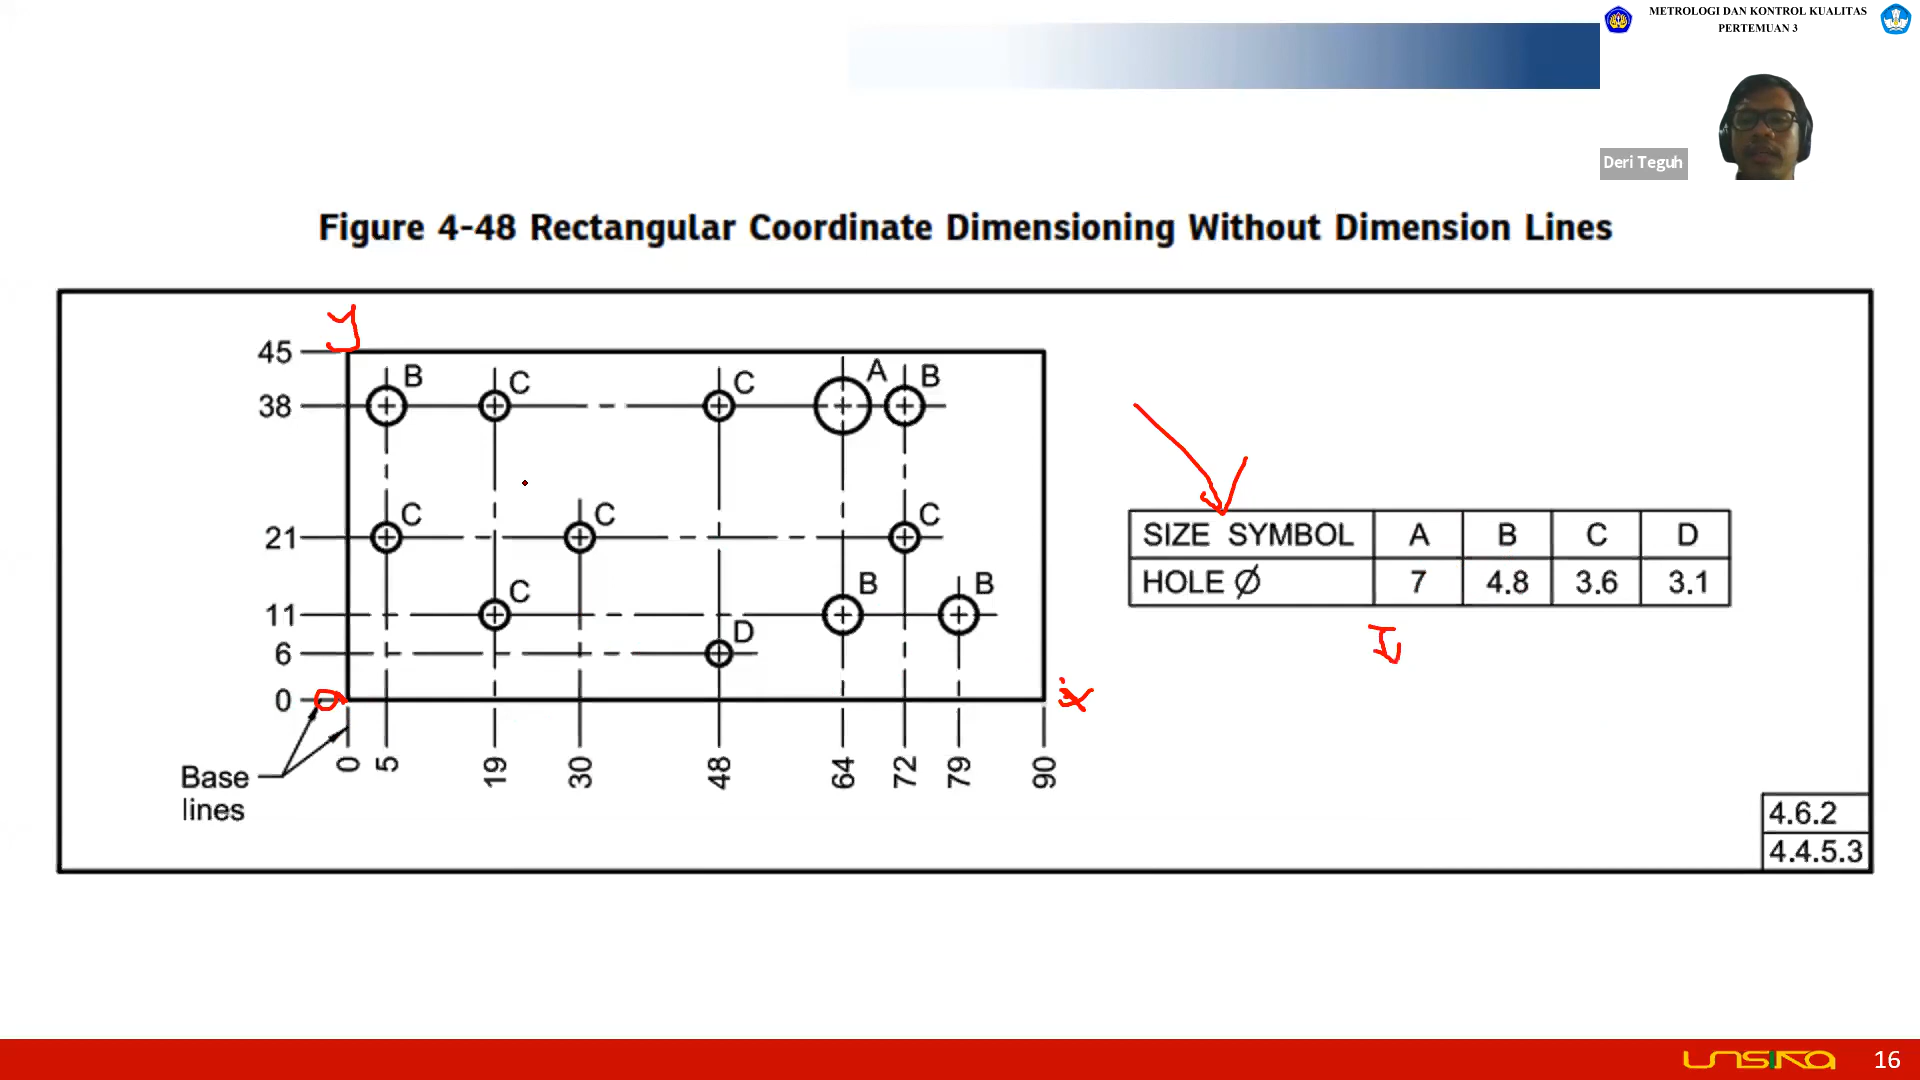 METROLOGI DAN KONTROL KUALITAS
PERTEMUAN 3
Deri Teguh
Figure 4-48 Rectangular Coordinate Dimensioning Without Dimension Lines
y
45
B
C
C
A
B
38
C
C
C
21
C
B
B
11
D
6
0
x
0
5
19
30
48
64
72
79
90
Base
lines
SIZE SYMBOL A B C D
HOLE Ø 7 4.8 3.6 3.1
4.6.2
4.4.5.3
UNSIKA
16